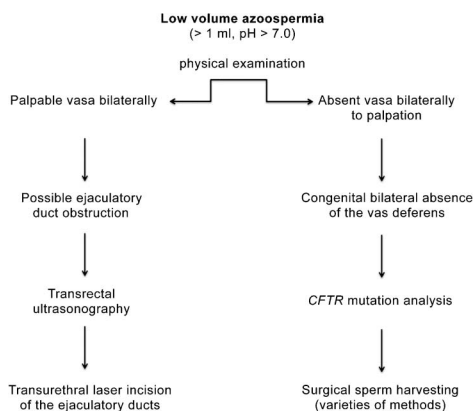 Low volume azoospermia
(> 1 ml, pH > 7.0)
physical examination
Palpable vasa bilaterally
Absent vasa bilaterally
to palpation
Possible ejaculatory
duct obstruction
Congenital bilateral absence
of the vas deferens
Transrectal
ultrasonography
CFTR mutation analysis
Transurethral laser incision
of the ejaculatory ducts
Surgical sperm harvesting
(varieties of methods)